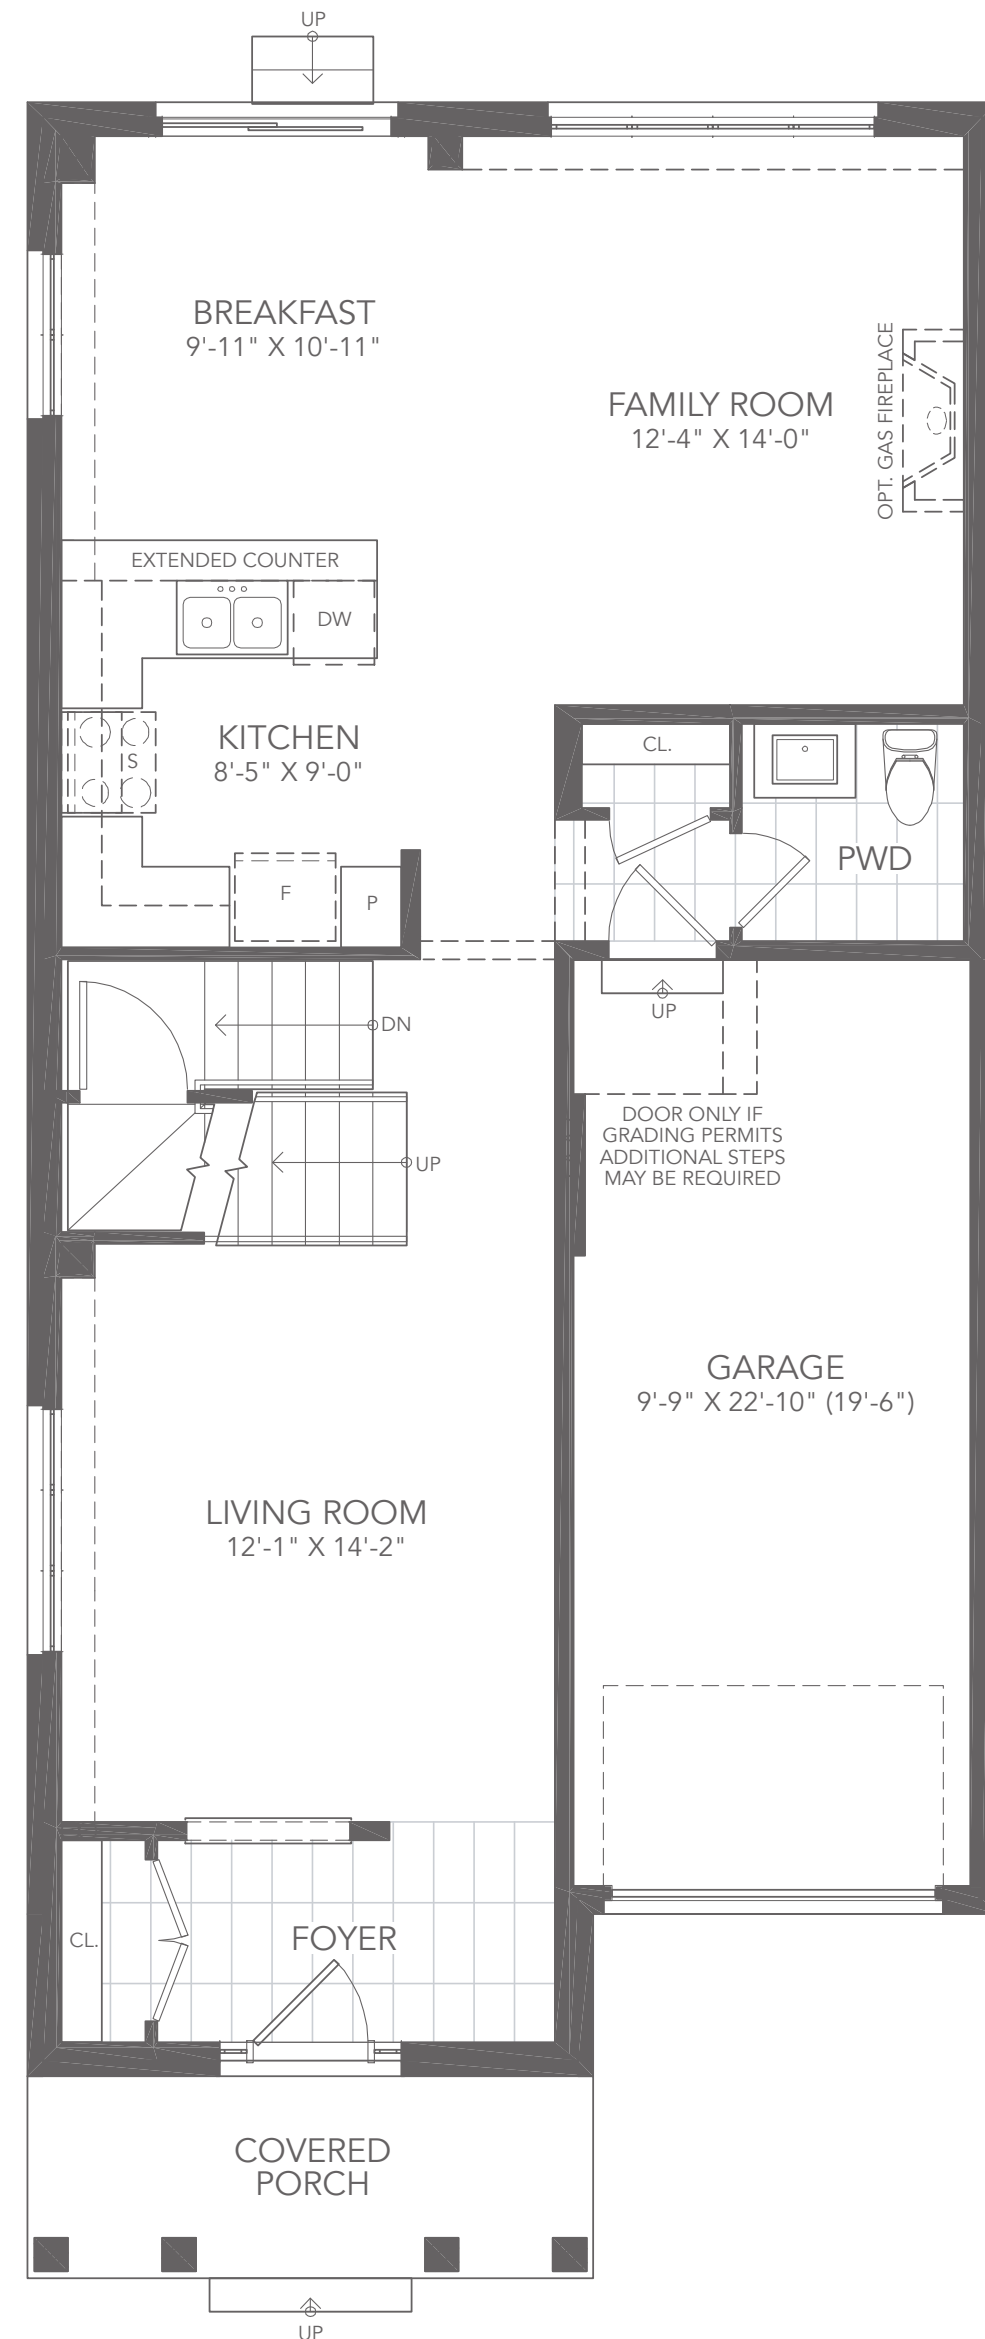 UP
BREAKFAST
9'-11" X 10'-11"
FAMILY ROOM
12'-4" X 14'-0"
OPT. GAS FIREPLACE
EXTENDED COUNTER
DW
KITCHEN
8'-5" X 9'-0"
S
F
P
CL.
PWD
DN
UP
UP
DOOR ONLY IF
GRADING PERMITS
ADDITIONAL STEPS
MAY BE REQUIRED
GARAGE
9'-9" X 22'-10" (19'-6")
LIVING ROOM
12'-1" X 14'-2"
CL.
FOYER
COVERED
PORCH
UP